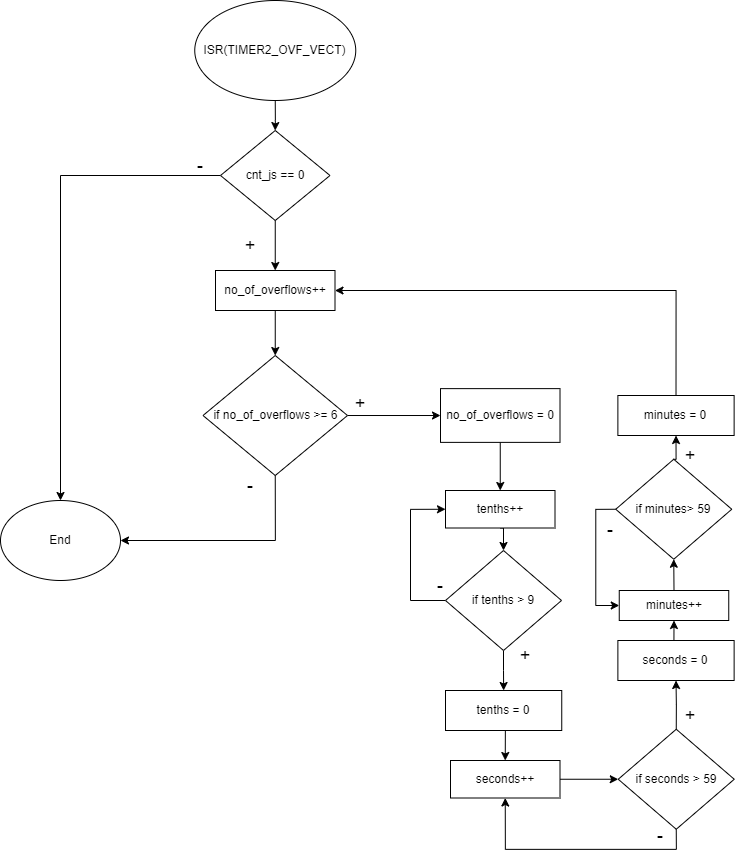 ISR(TIMER2_OVF_VECT)
-
cnt_js == 0
+
no_of_overflows++
if no_of_overflows >= 6
+
-
End
no_of_overflows = 0
tenths++
-
if tenths > 9
+
tenths = 0
seconds++
if seconds > 59
-
+
seconds = 0
minutes++
-
if minutes> 59
+
minutes = 0